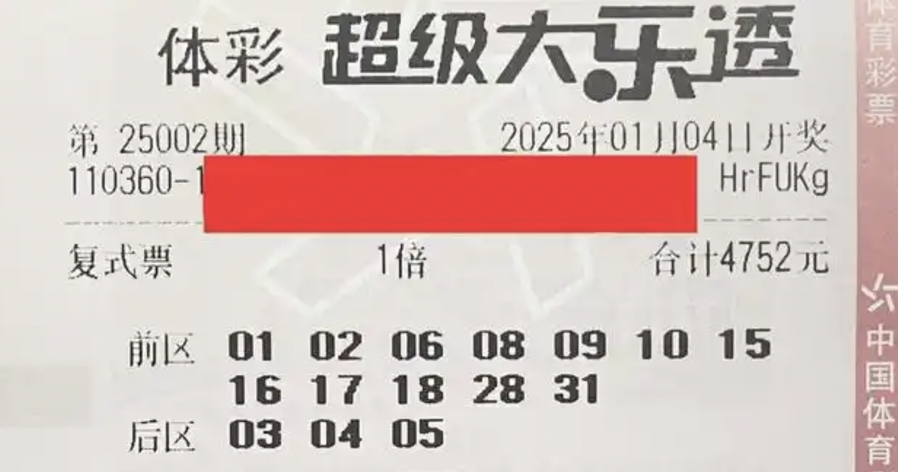 体彩 超级大乐透
第 25002期 2025年01月04日开奖
110360-1 HrFUKg
复式票 1倍 合计4752元
前区 01 02 06 08 09 10 15
16 17 18 28 31
后区 03 04 05
体育彩票
中国体育